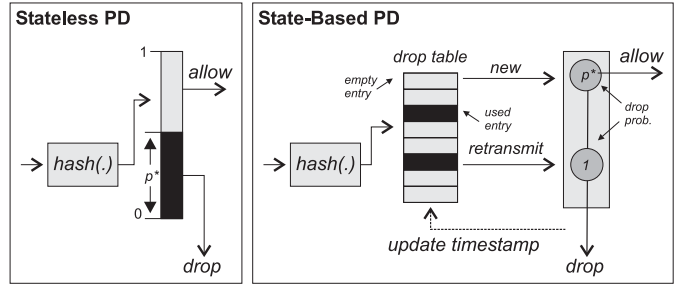 Stateless PD
1
allow
hash(.)
p*
0
drop
State-Based PD
drop table
empty
entry
new
p*
allow
used
entry
drop
prob.
hash(.)
retransmit
1
update timestamp
drop